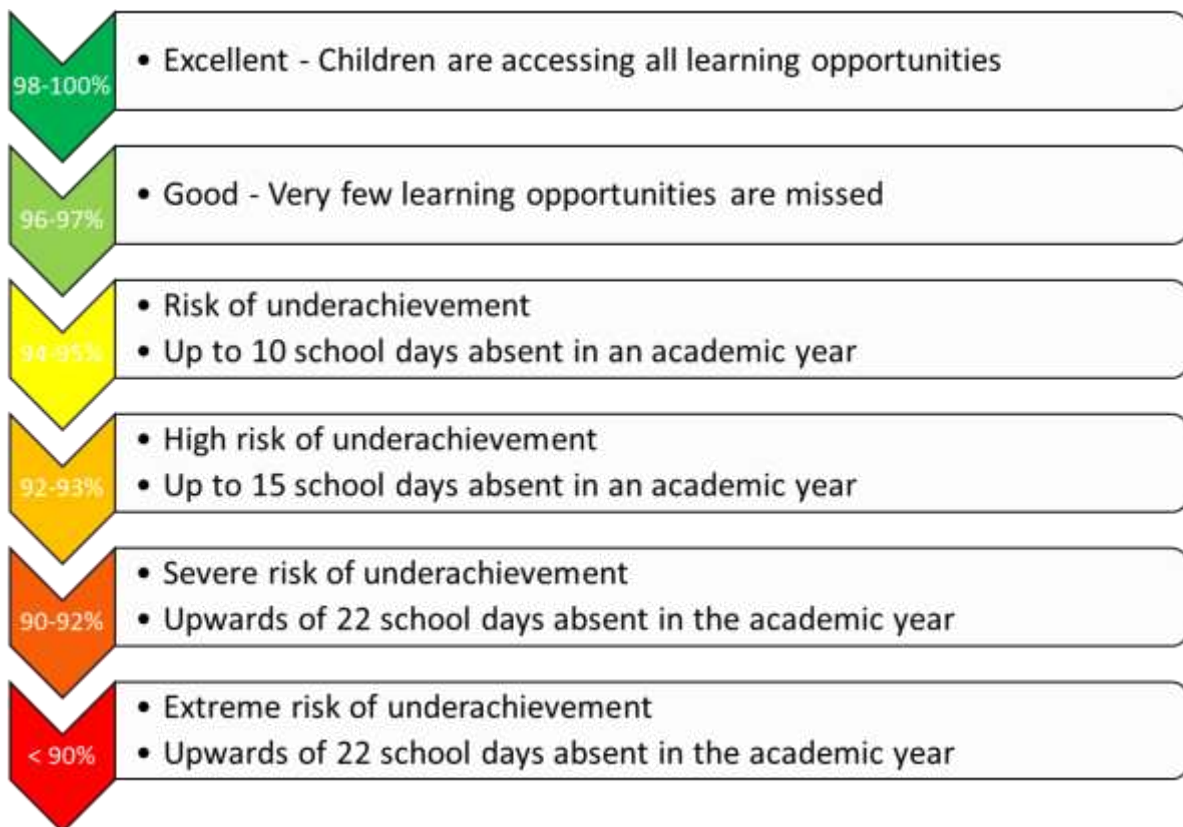 98-100%
• Excellent - Children are accessing all learning opportunities
96-97%
• Good - Very few learning opportunities are missed
94-95%
• Risk of underachievement
• Up to 10 school days absent in an academic year
92-93%
• High risk of underachievement
• Up to 15 school days absent in an academic year
90-92%
• Severe risk of underachievement
• Upwards of 22 school days absent in the academic year
< 90%
• Extreme risk of underachievement
• Upwards of 22 school days absent in the academic year